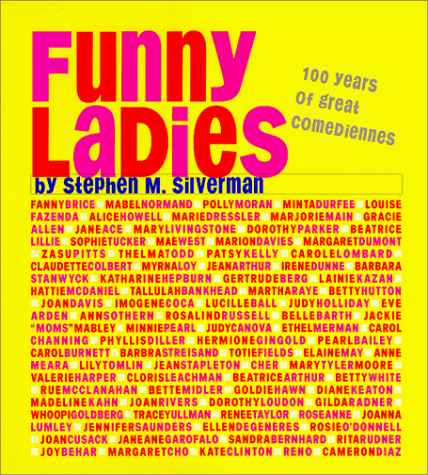 Funny
Ladies
100 years
of great
comediennes
by Stephen M. Silverman
FANNYBRICE MABELNORMAND POLLYMORAN MINTADURFEE LOUISE
FAZENDA ALICEHOWELL MARIEDRESSLER MARJORIEMAIN GRACIE
ALLEN JANEACE MARYLIVINGSTONE DOROTHYPARKER BEATRICE
LILLIE SOPHIETUCKER MAEWEST MARIONDAVIES MARGARETDUMONT
ZASUPITTS THELMATODD PATSYKELLY CAROLELOMBARD
CLAUDETTECOLBERT MYRNALOY JEANARTHUR IRENEDUNNE BARBARA
STANWYCK KATHARINEHEPBURN GERTRUDEBERG LAINIEKAZAN
HATTIEMCDANIEL TALLULAHBANKHEAD MARTHARAYE BETTYHUTTON
JOANDAVIS IMOGENECOCA LUCILLEBALL JUDYHOLLIDAY EVE
ARDEN ANNSOTHERN ROSALINDRUSSELL BELLEBARTH JACKIE
"MOMS"MABLEY MINNIEPEARL JUDYCANOVA ETHELMERMAN CAROL
CHANNING PHYLLISDILLER HERMIONEGINGOLD PEARLBAILEY
CAROLBURNETT BARBRASTREISAND TOTIEFIELDS ELAINEMAY ANNE
MEARA LILYTOMLIN JEANSTAPLETON CHER MARYTYLERMOORE
VALERIEHARPER CLORISLEACHMAN BEATRICEARTHUR BETTYWHITE
RUEMCCLANAHAN BETTEMIDLER GOLDIEHAWN DIANEKEATON
MADELINEKAHN JOANRIVERS DOROTHYLOUDON GILDARADNER
WHOOPIGOLDBERG TRACEYULLMAN RENEETAYLOR ROSEANNE JOANNA
LUMLEY JENNIFERSAUNDERS ELLENDEGENERES ROSIEO'DONNELL
JOANCUSACK JANEANEGAROFALO SANDRABERNHARD RITARUDNER
JOYBEHAR MARGARETCHO KATECLINTON RENO CAMERONDIAZ